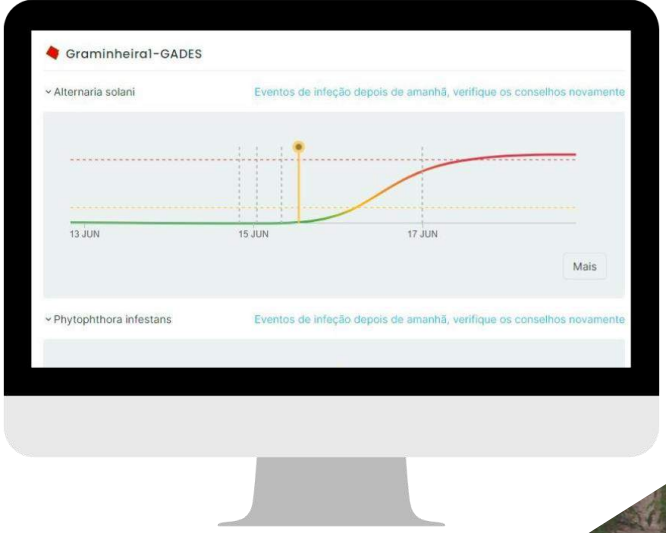 Graminheira1-GADES
Alternaria solani
Eventos de infeção depois de amanhã, verifique os conselhos novamente
13 JUN
15 JUN
17 JUN
Mais
Phytophthora infestans
Eventos de infeção depois de amanhã, verifique os conselhos novamente